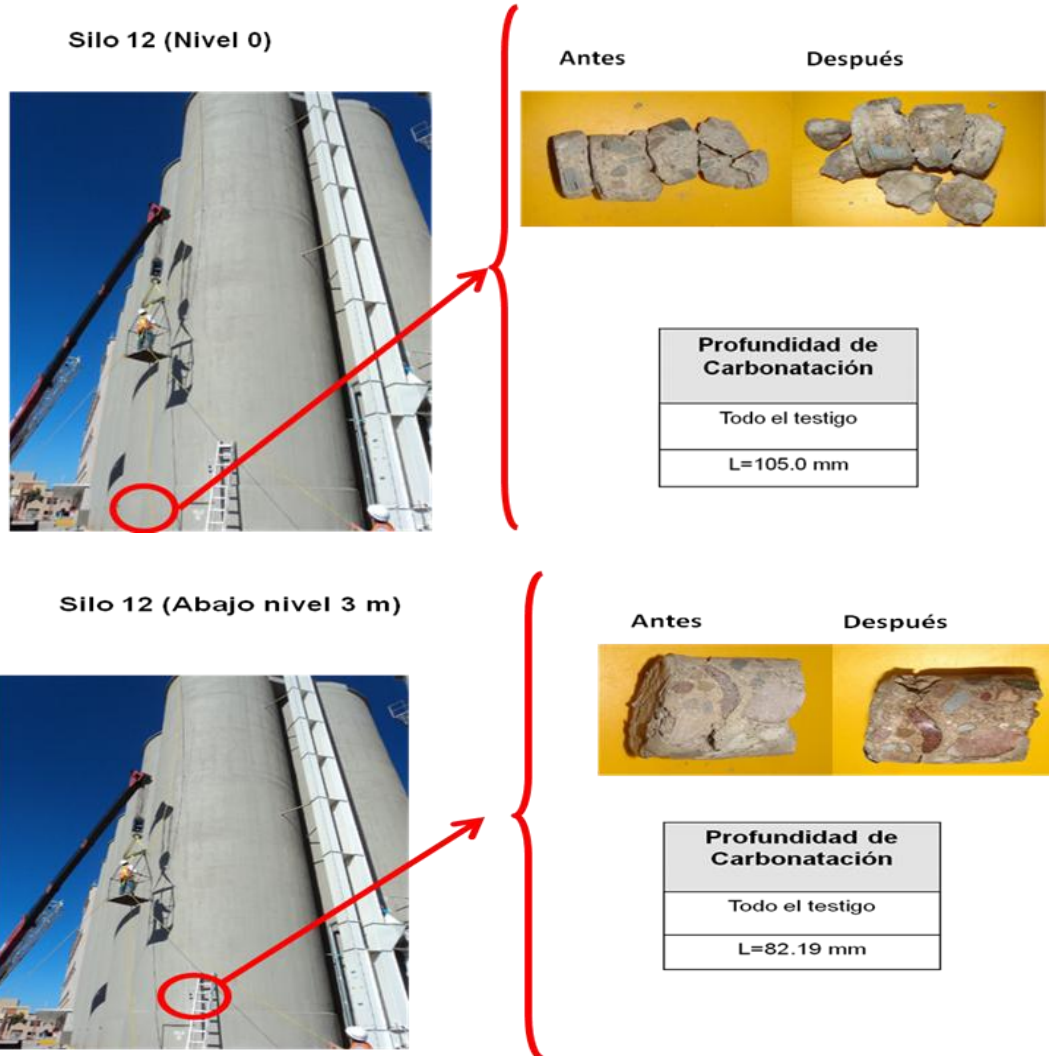 Silo 12 (Nivel 0)
Antes
Después
Profundidad de
Carbonatación
Todo el testigo
L=105.0 mm
Silo 12 (Abajo nivel 3 m)
Antes
Después
Profundidad de
Carbonatación
Todo el testigo
L=82.19 mm